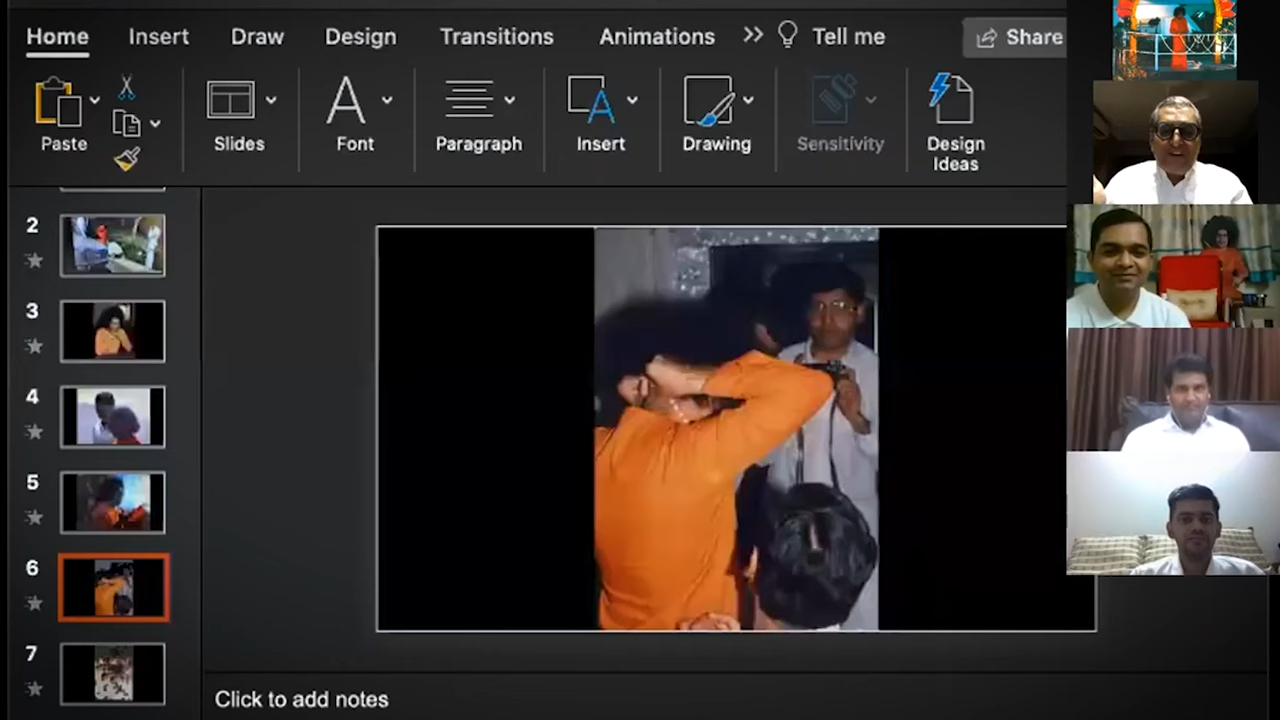 Home Insert Draw Design Transitions Animations >> Tell me Share
Paste Slides Font Paragraph Insert Drawing Sensitivity Design
Ideas
2
3
4
5
6
7
Click to add notes